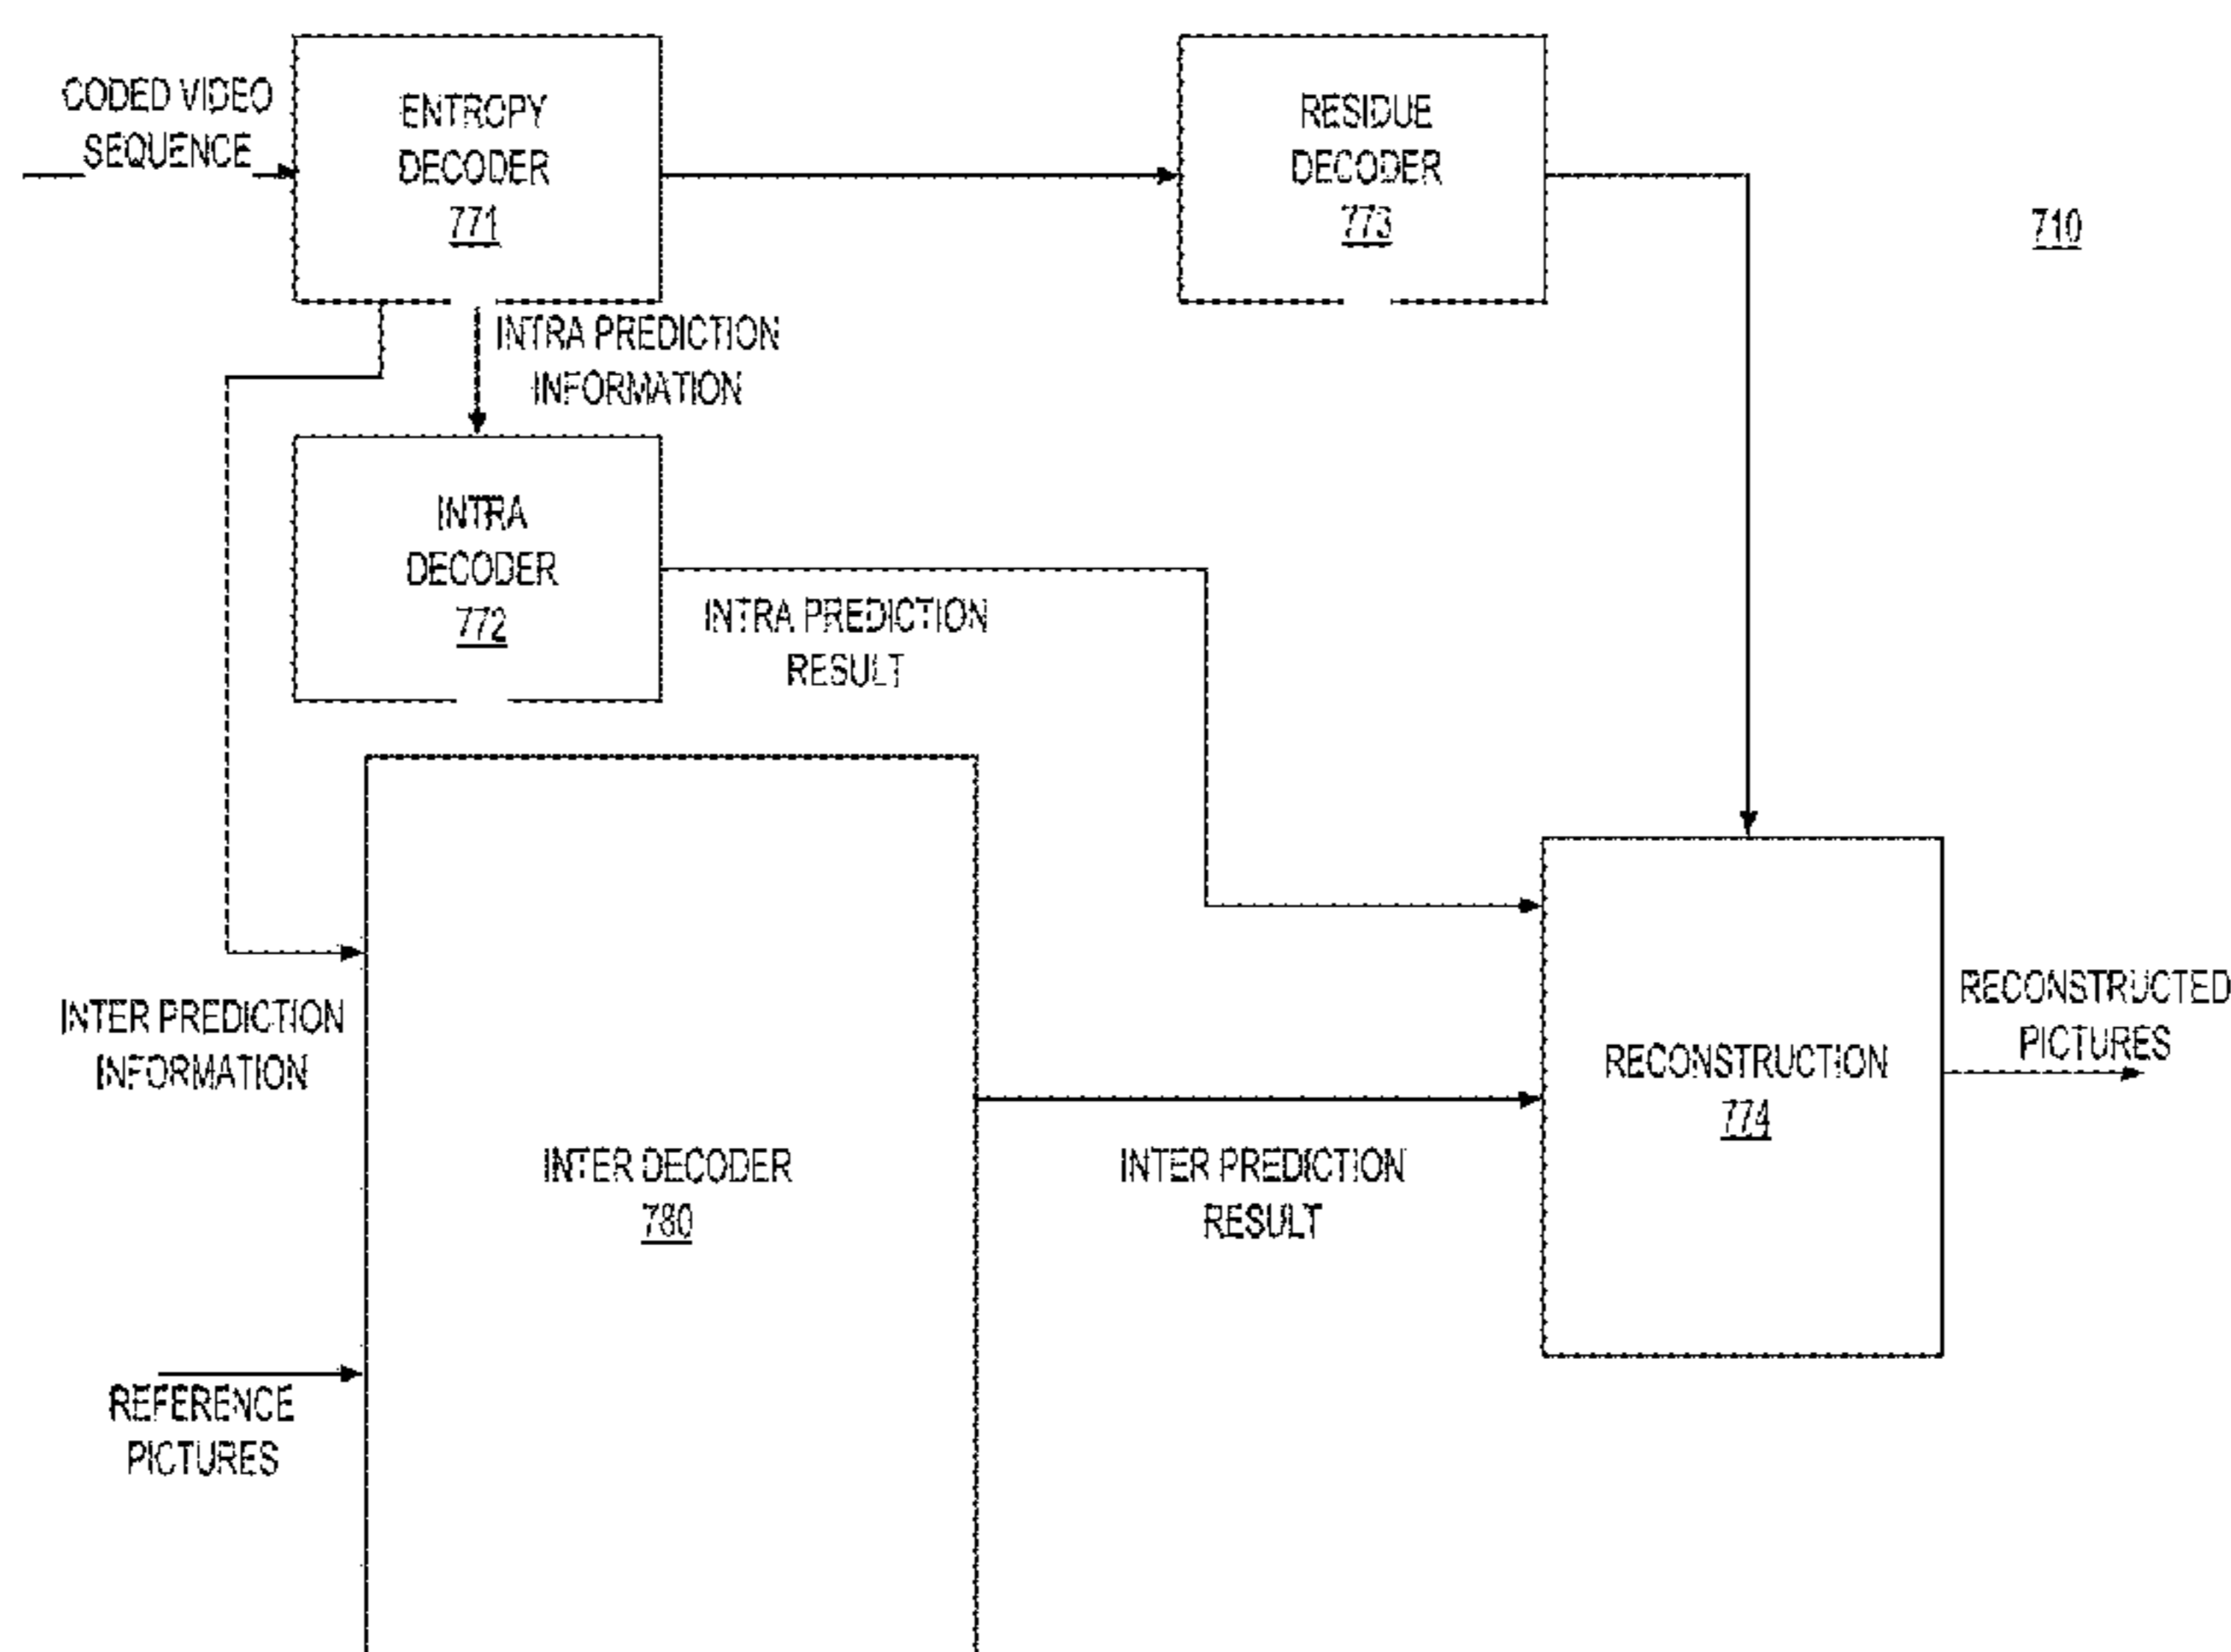 CODED VIDEO
SEQUENCE
ENTROPY
DECODER
771
RESIDUE
DECODER
773
710
INTRA PREDICTION
INFORMATION
INTRA
DECODER
772
INTRA PREDICTION
RESULT
INTER PREDICTION
INFORMATION
RECONSTRUCTED
PICTURES
RECONSTRUCTION
774
INTER DECODER
780
INTER PREDICTION
RESULT
REFERENCE
PICTURES